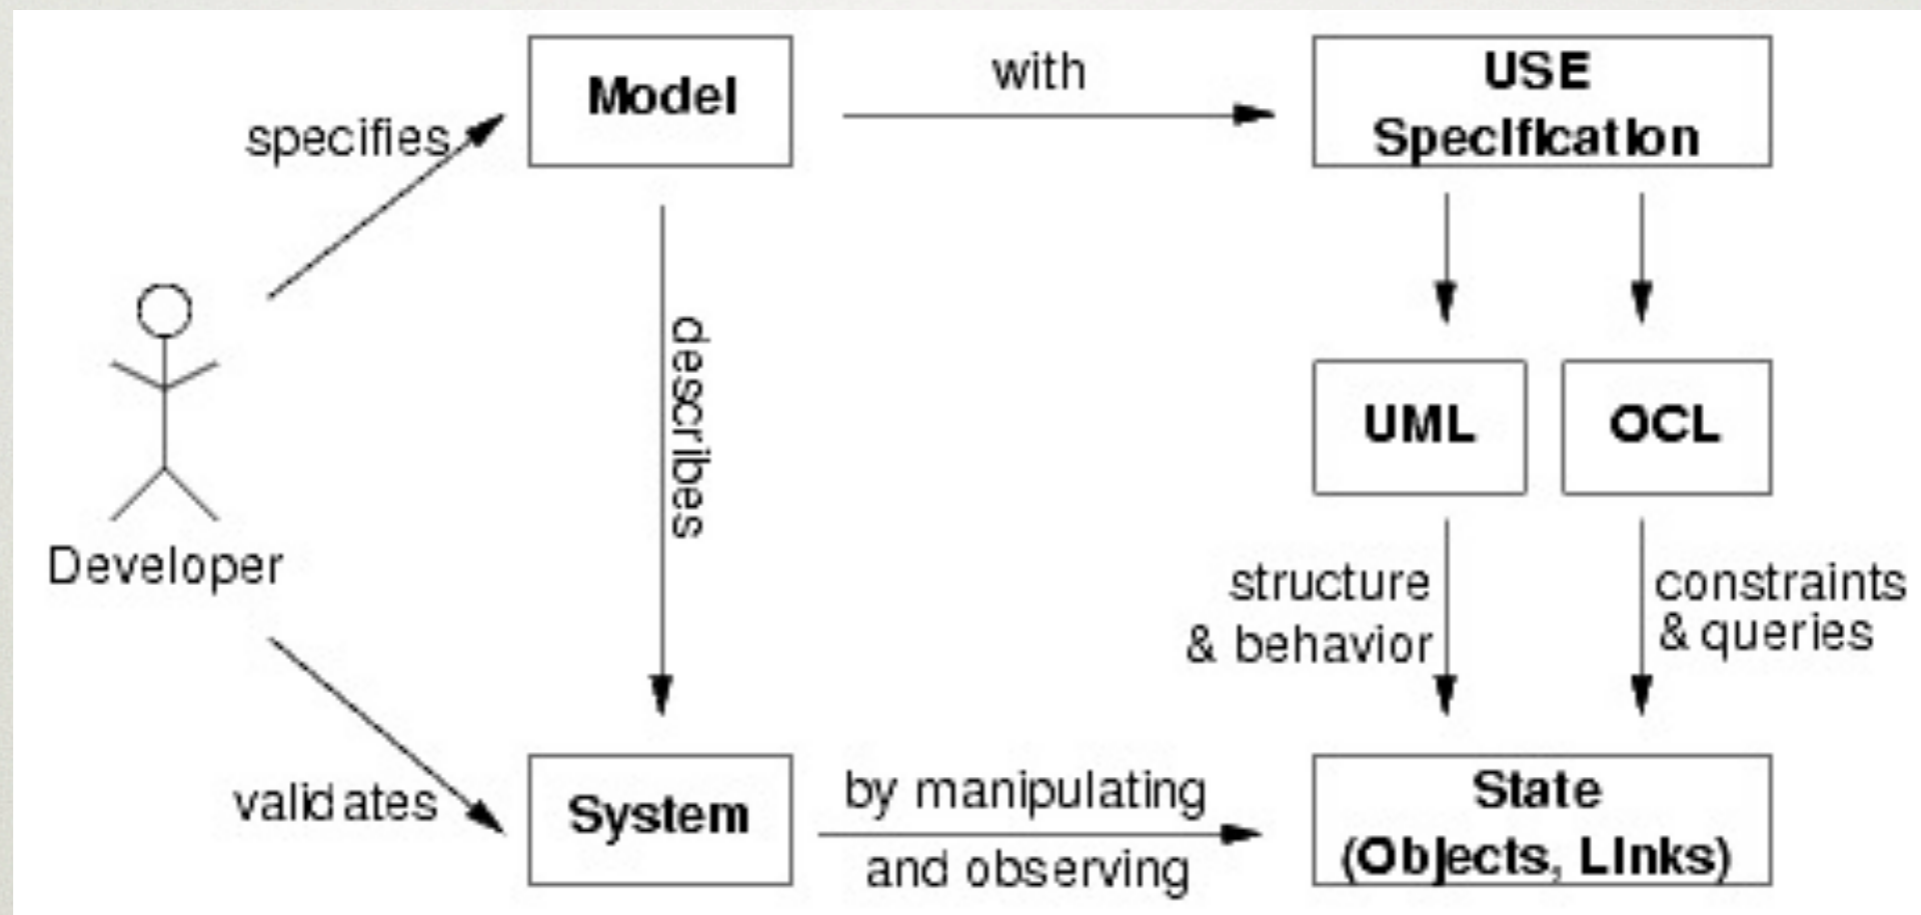 Model
with
USE
Specification
specifies
describes
Developer
UML
OCL
structure
& behavior
constraints
& queries
validates
System
by manipulating
and observing
State
(Objects, Links)